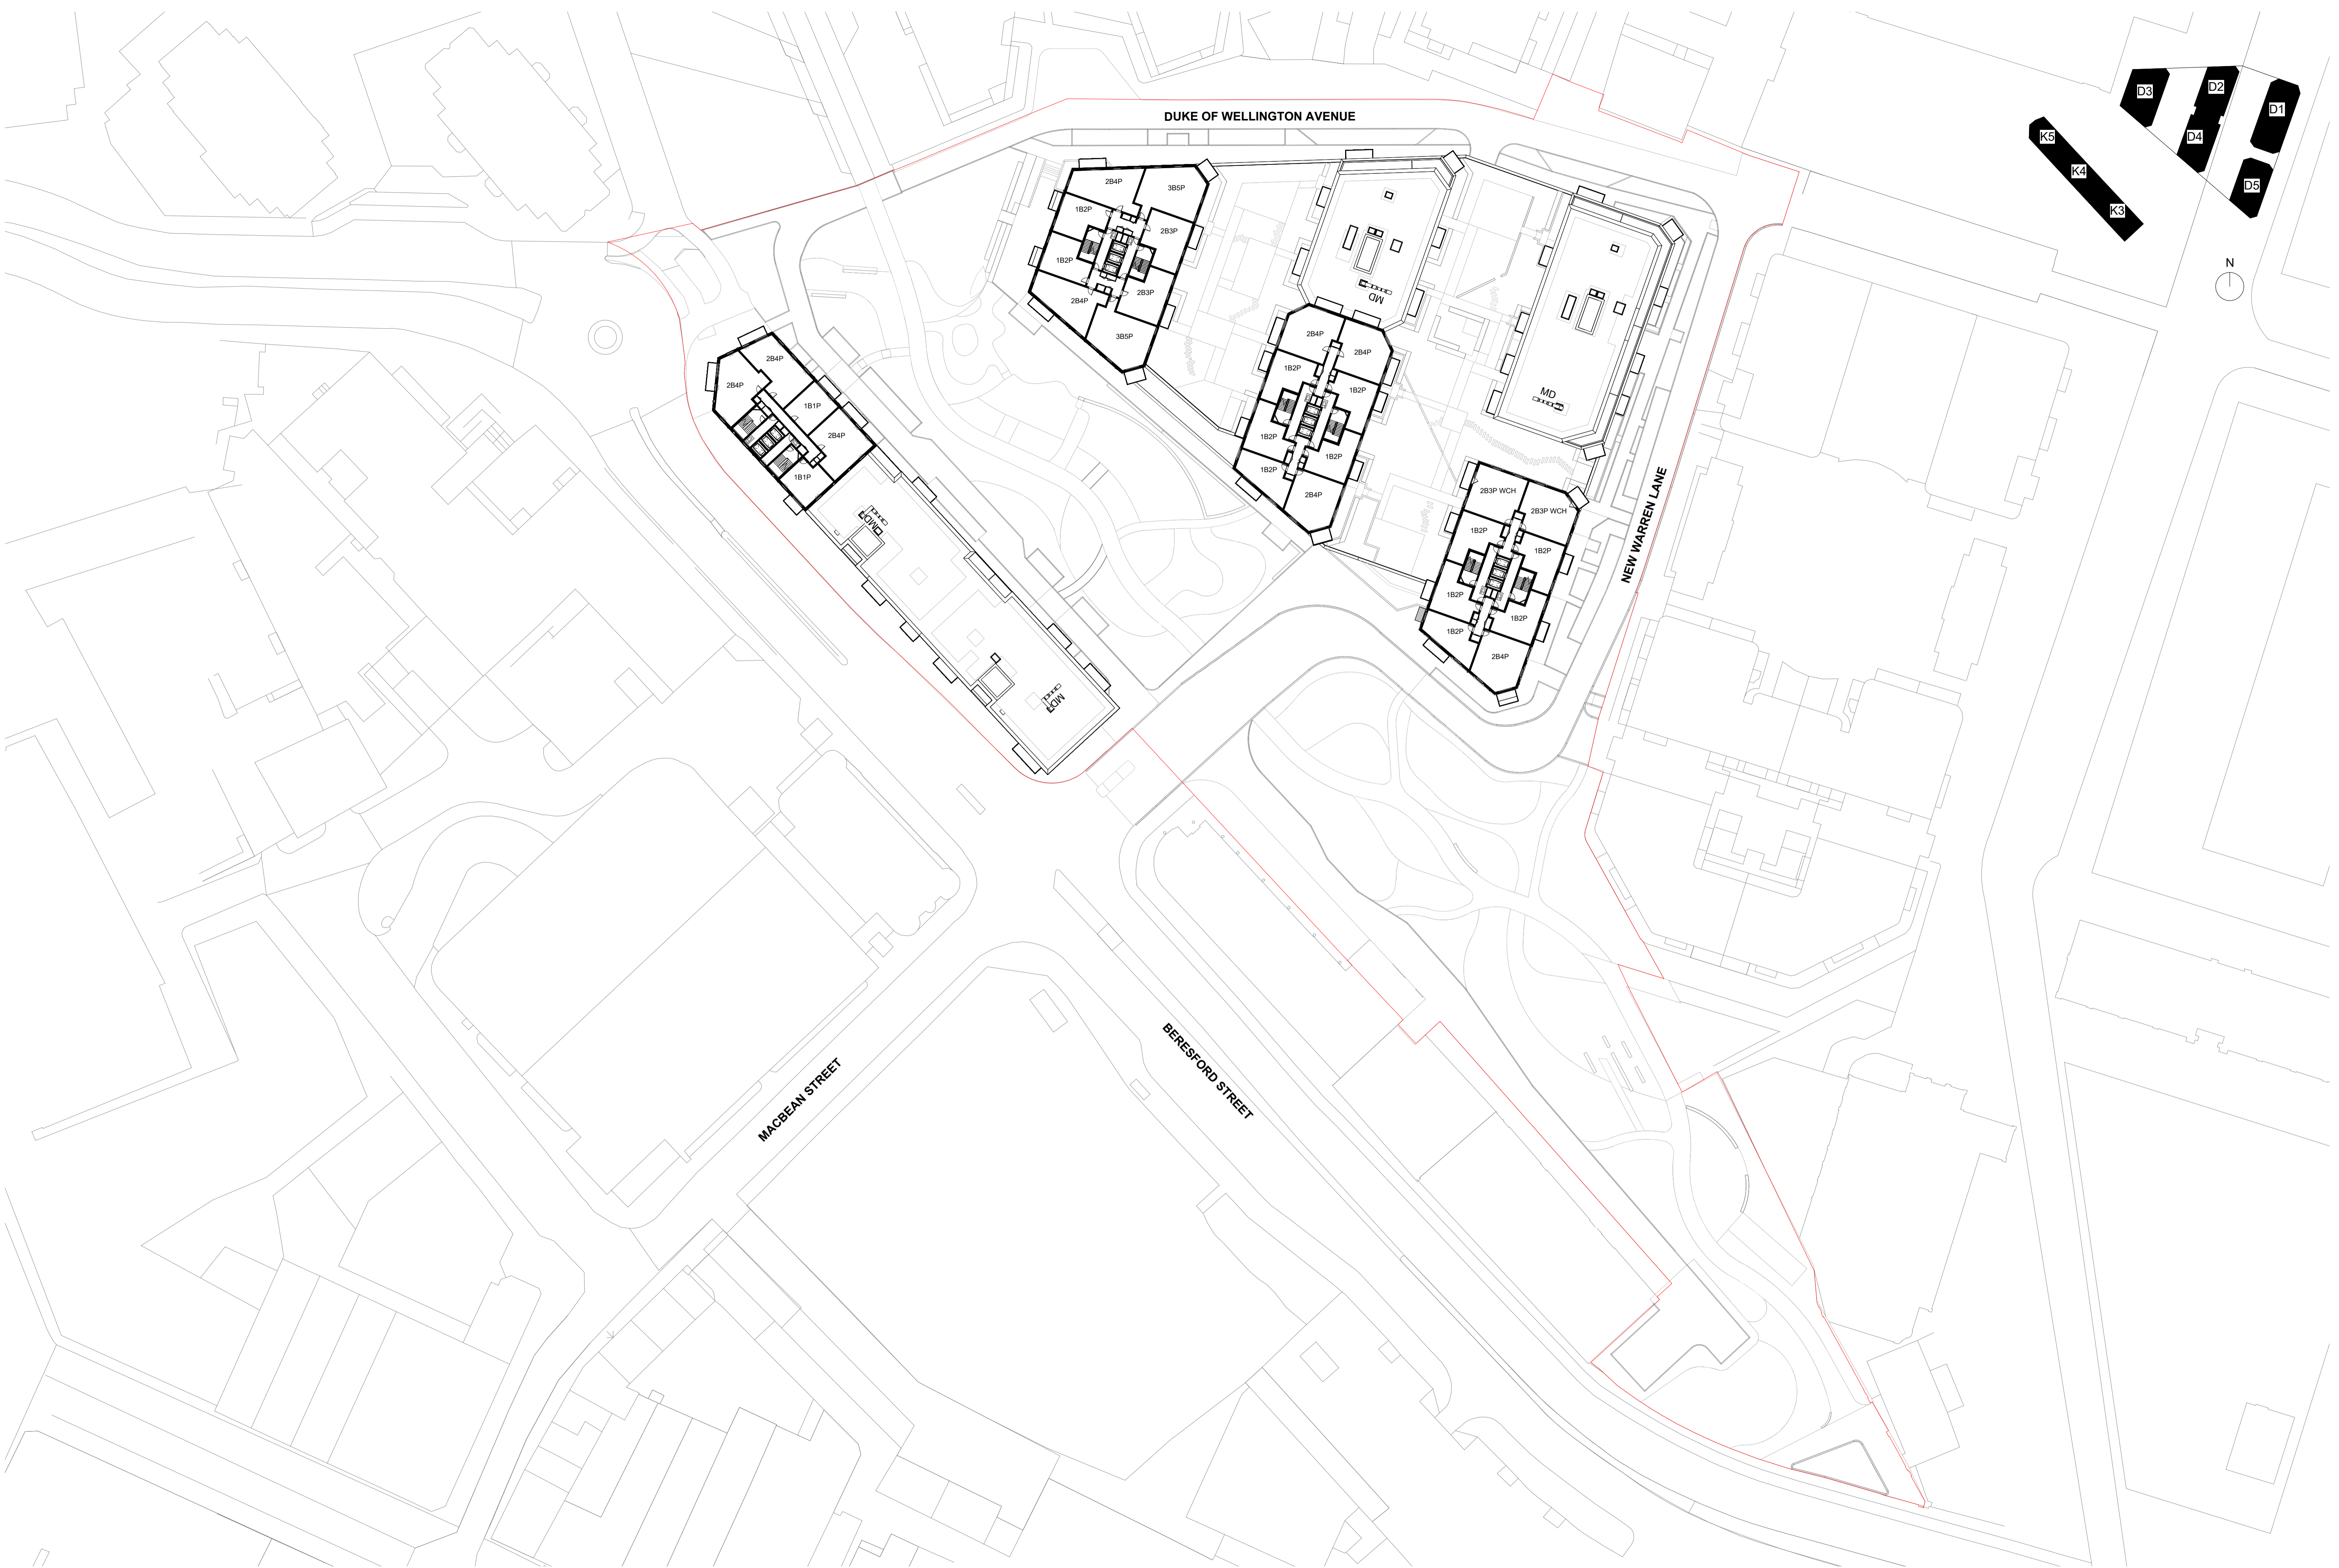 DUKE OF WELLINGTON AVENUE
D3
D2
D1
K5
D4
K4
D5
K3
N
2B4P
3B5P
1B2P
2B3P
1B2P
2B3P
2B4P
3B5P
MD
2B4P
2B4P
1B2P
1B2P
1B2P
1B2P
1B2P
2B4P
MD
2B4P
2B4P
1B1P
2B4P
1B1P
MD
MD
2B3P WCH
2B3P WCH
1B2P
1B2P
1B2P
1B2P
1B2P
2B4P
NEW WARREN LANE
MACBEAN STREET
BERESFORD STREET